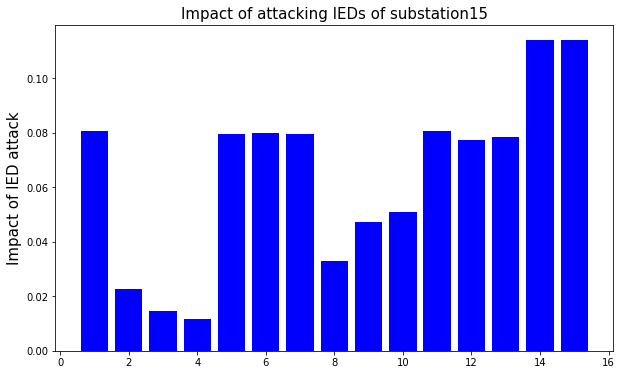 Impact of attacking IEDs of substation15
Impact of IED attack
0.10
0.08
0.06
0.04
0.02
0.00
0 2 4 6 8 10 12 14 16